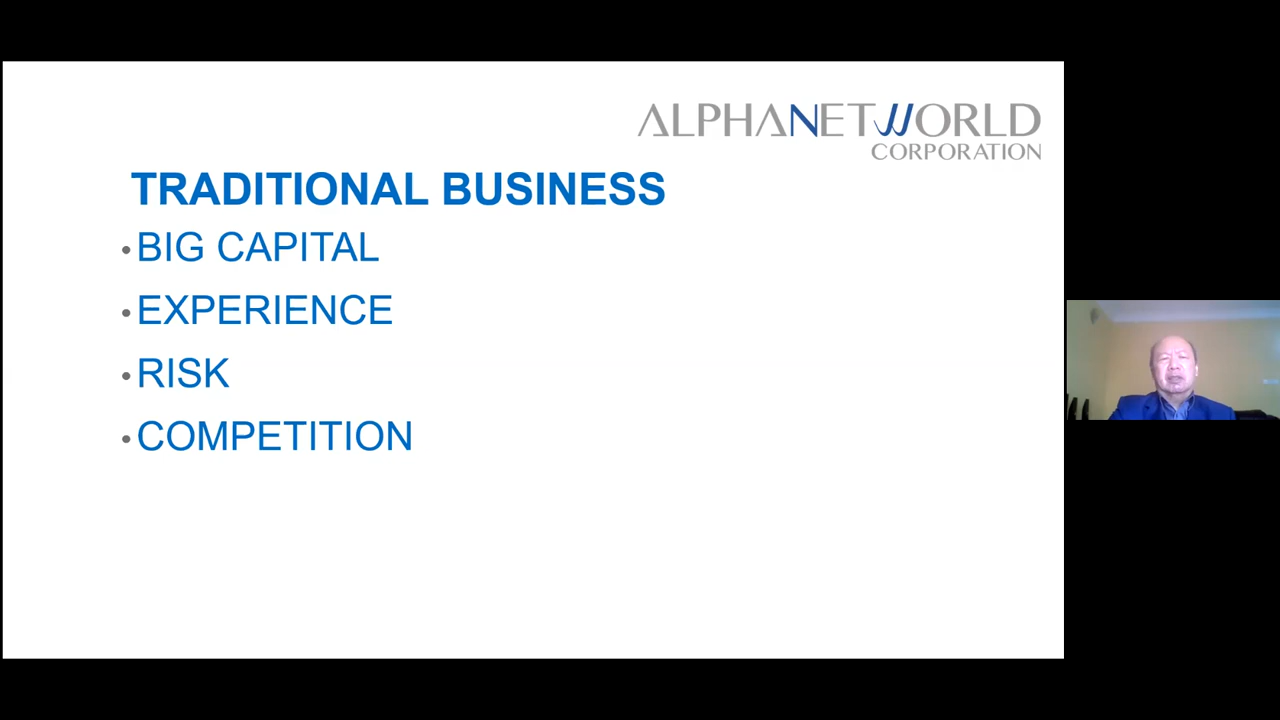 ALPHANETWORLD
CORPORATION
TRADITIONAL BUSINESS
• BIG CAPITAL
• EXPERIENCE
• RISK
• COMPETITION